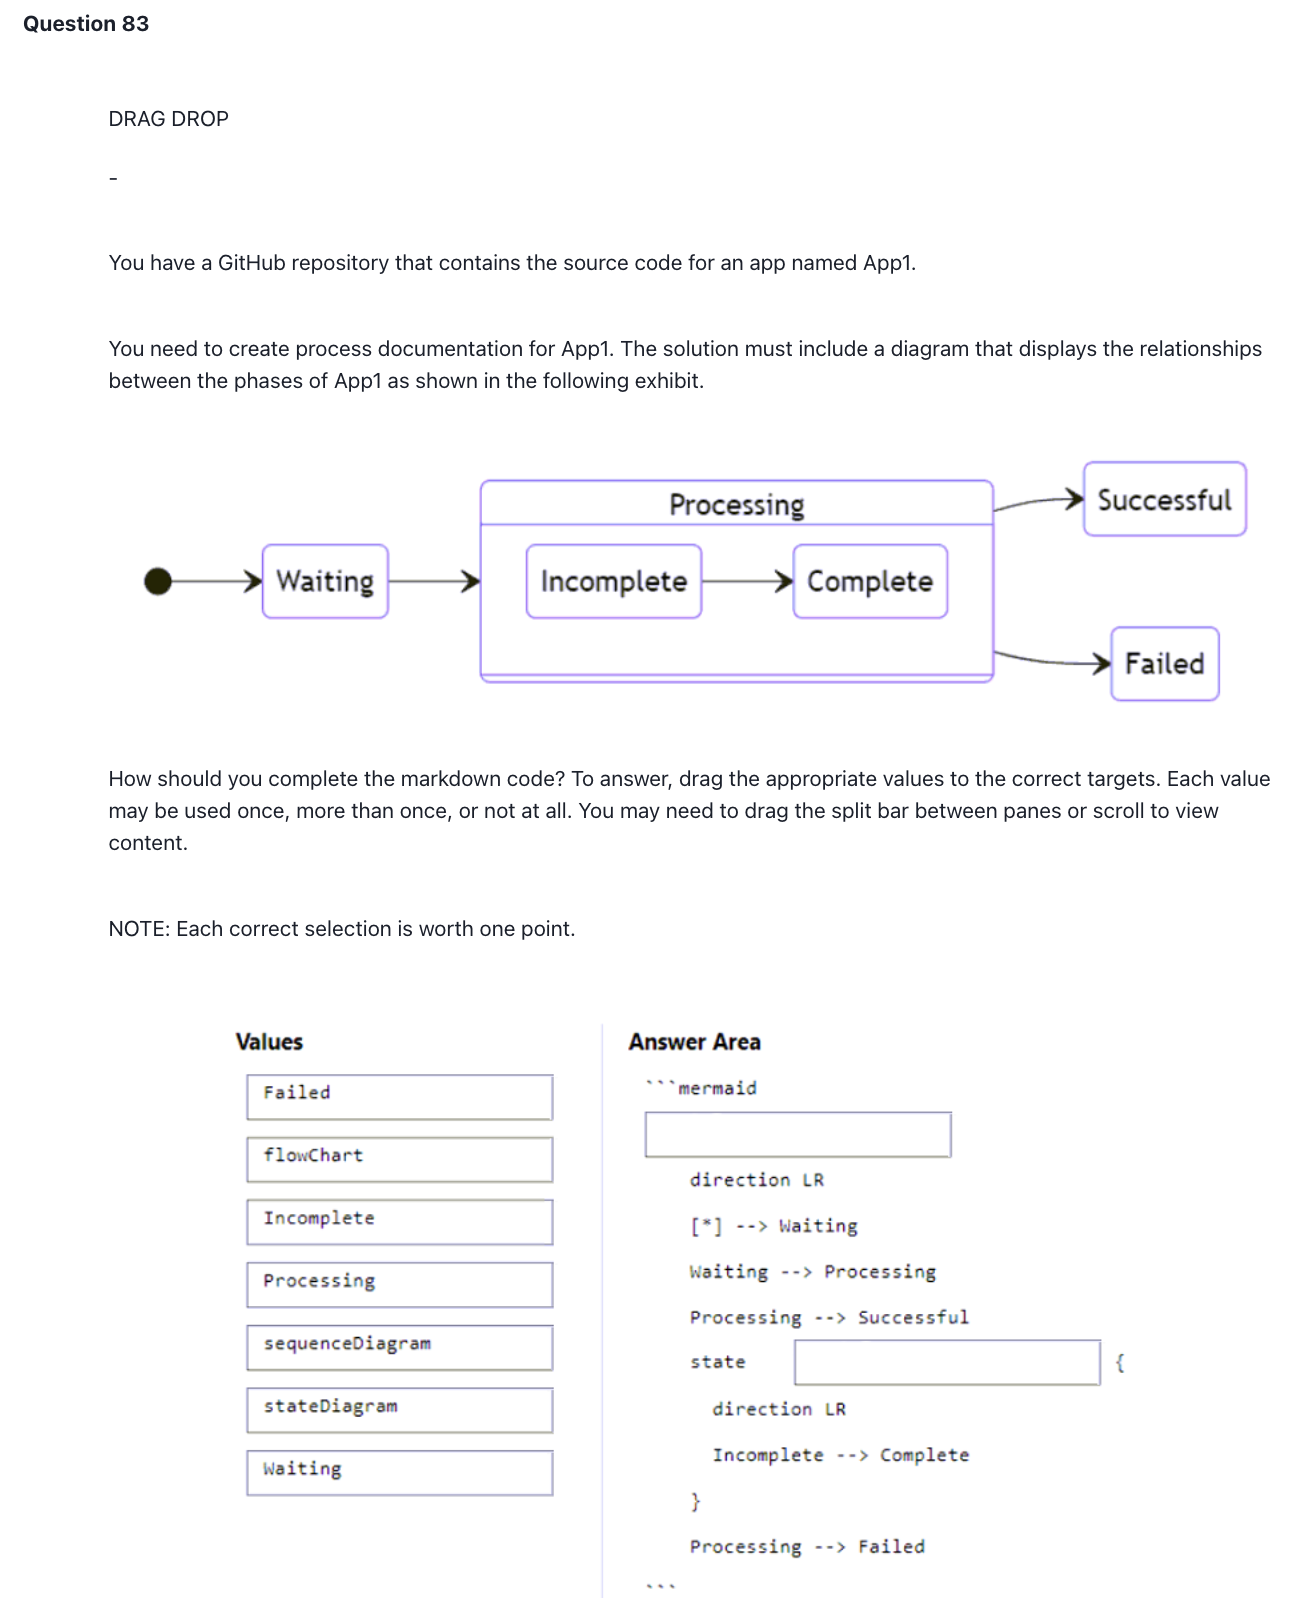 Question 83
DRAG DROP
-
You have a GitHub repository that contains the source code for an app named App1.
You need to create process documentation for App1. The solution must include a diagram that displays the relationships
between the phases of App1 as shown in the following exhibit.
Processing
Successful
Waiting
Incomplete
Complete
Failed
How should you complete the markdown code? To answer, drag the appropriate values to the correct targets. Each value
may be used once, more than once, or not at all. You may need to drag the split bar between panes or scroll to view
content.
NOTE: Each correct selection is worth one point.
Values
Failed
flowChart
Incomplete
Processing
sequenceDiagram
stateDiagram
Waiting
Answer Area
```mermaid
direction LR
[*] --> Waiting
Waiting --> Processing
Processing --> Successful
state {
direction LR
Incomplete --> Complete
}
Processing --> Failed
```